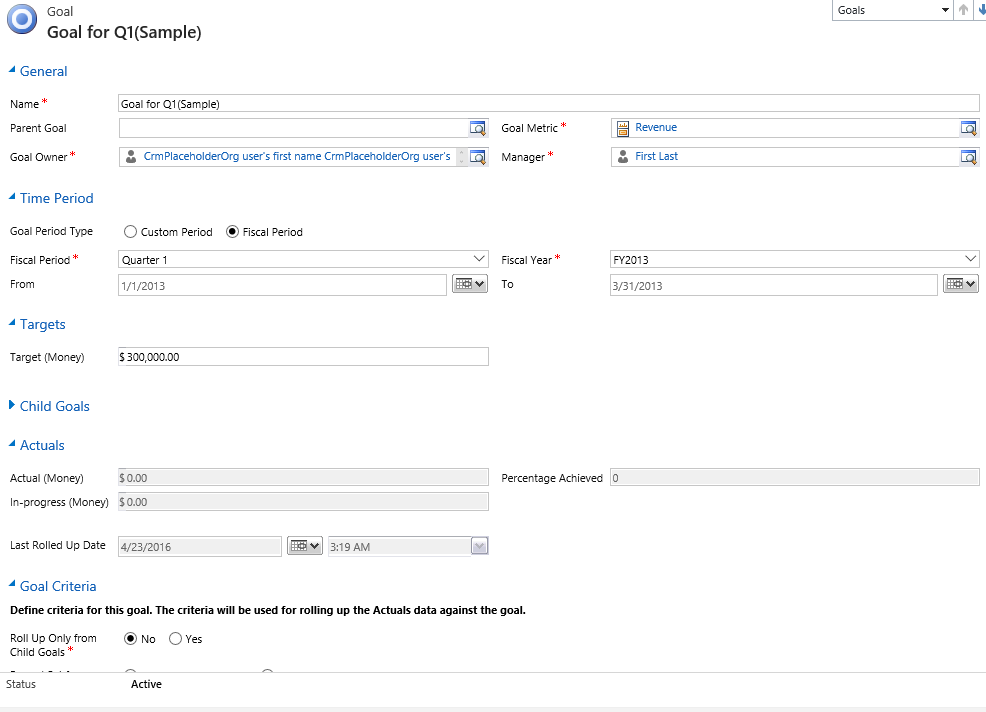 Goal
Goals
Goal for Q1(Sample)
General
Name *
Goal for Q1(Sample)
Parent Goal
Goal Metric *
Revenue
Goal Owner *
CrmPlaceholderOrg user's first name CrmPlaceholderOrg user's
Manager *
First Last
Time Period
Goal Period Type
Custom Period
Fiscal Period
Fiscal Period *
Quarter 1
Fiscal Year *
FY2013
From
1/1/2013
To
3/31/2013
Targets
Target (Money)
$ 300,000.00
Child Goals
Actuals
Actual (Money)
$ 0.00
Percentage Achieved
0
In-progress (Money)
$ 0.00
Last Rolled Up Date
4/23/2016
3:19 AM
Goal Criteria
Define criteria for this goal. The criteria will be used for rolling up the Actuals data against the goal.
Roll Up Only from
Child Goals *
No
Yes
Status
Active